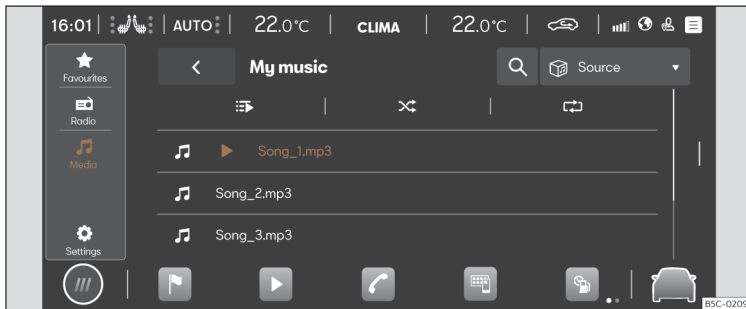 16:01 AUTO 22.0°C CLIMA 22.0°C
Favourites
My music
Source
Radio
Media
Song_1.mp3
Song_2.mp3
Song_3.mp3
Settings
B5C-0209